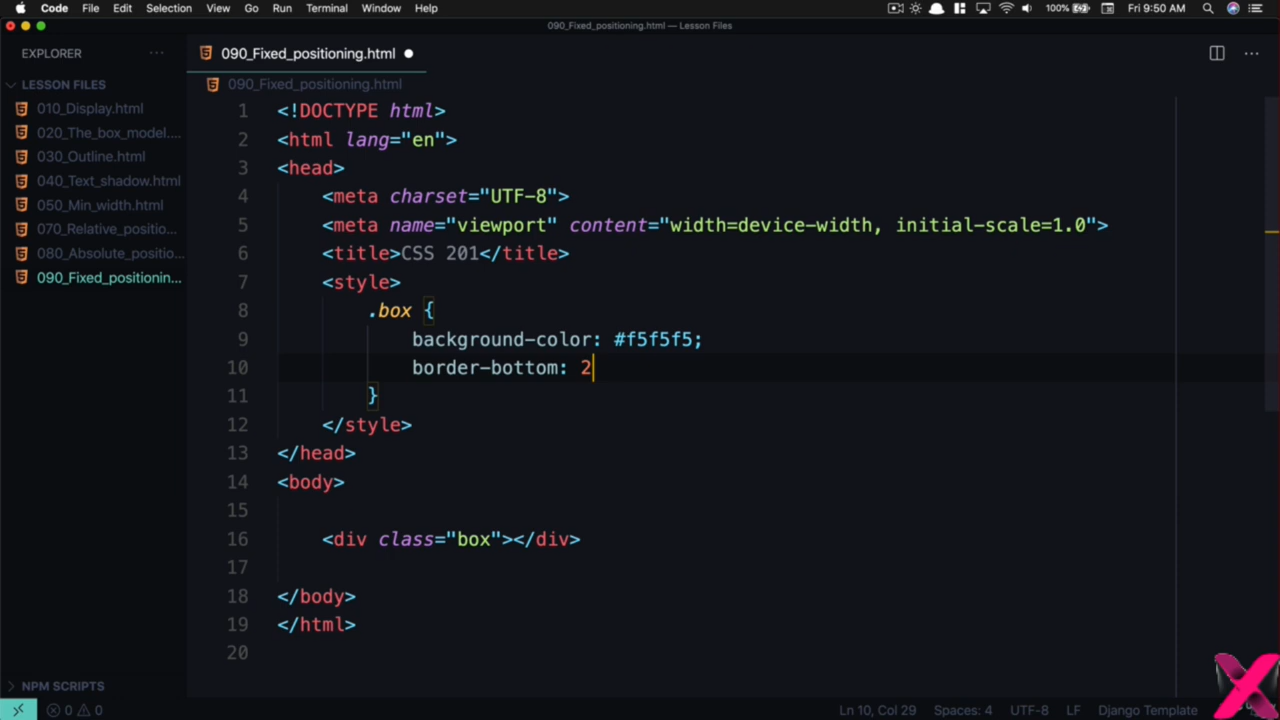 Code File Edit Selection View Go Run Terminal Window Help 100% Fri 9:50 AM
090_Fixed_positioning.html — Lesson Files
EXPLORER ···
090_Fixed_positioning.html
LESSON FILES
090_Fixed_positioning.html
010_Display.html
020_The_box_model....
030_Outline.html
040_Text_shadow.html
050_Min_width.html
070_Relative_positio...
080_Absolute_positio...
090_Fixed_positionin...
1 <!DOCTYPE html>
2 <html lang="en">
3 <head>
4 <meta charset="UTF-8">
5 <meta name="viewport" content="width=device-width, initial-scale=1.0">
6 <title>CSS 201</title>
7 <style>
8 .box {
9 background-color: #f5f5f5;
10 border-bottom: 2
11 }
12 </style>
13 </head>
14 <body>
15
16 <div class="box"></div>
17
18 </body>
19 </html>
20
NPM SCRIPTS
0 0 Ln 10, Col 29 Spaces: 4 UTF-8 LF Django Template
X